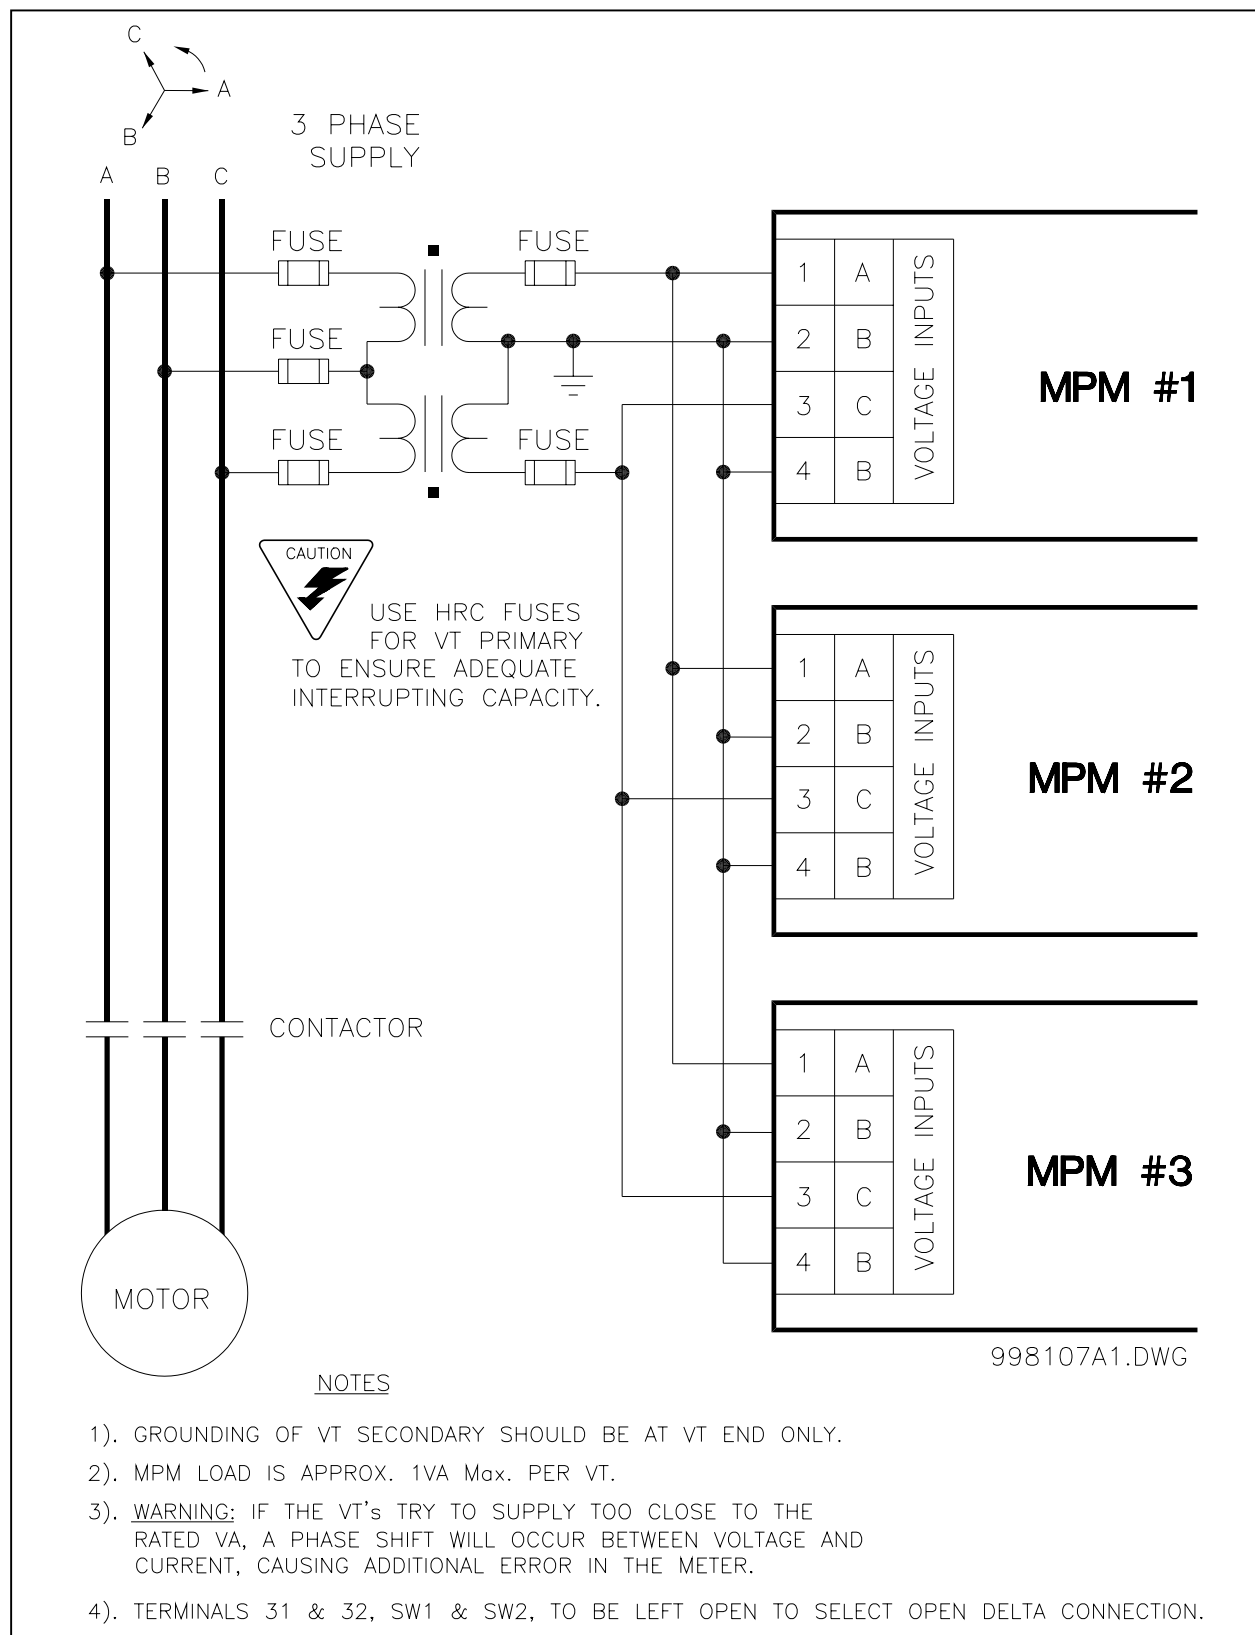 C
A
B
3 PHASE
SUPPLY
A B C
FUSE
FUSE
FUSE
FUSE
FUSE
1 A
2 B
3 C
4 B
VOLTAGE INPUTS
MPM #1
CAUTION
USE HRC FUSES
FOR VT PRIMARY
TO ENSURE ADEQUATE
INTERRUPTING CAPACITY.
1 A
2 B
3 C
4 B
VOLTAGE INPUTS
MPM #2
CONTACTOR
1 A
2 B
3 C
4 B
VOLTAGE INPUTS
MPM #3
MOTOR
998107A1.DWG
NOTES
1). GROUNDING OF VT SECONDARY SHOULD BE AT VT END ONLY.
2). MPM LOAD IS APPROX. 1VA Max. PER VT.
3). WARNING: IF THE VT's TRY TO SUPPLY TOO CLOSE TO THE
RATED VA, A PHASE SHIFT WILL OCCUR BETWEEN VOLTAGE AND
CURRENT, CAUSING ADDITIONAL ERROR IN THE METER.
4). TERMINALS 31 & 32, SW1 & SW2, TO BE LEFT OPEN TO SELECT OPEN DELTA CONNECTION.